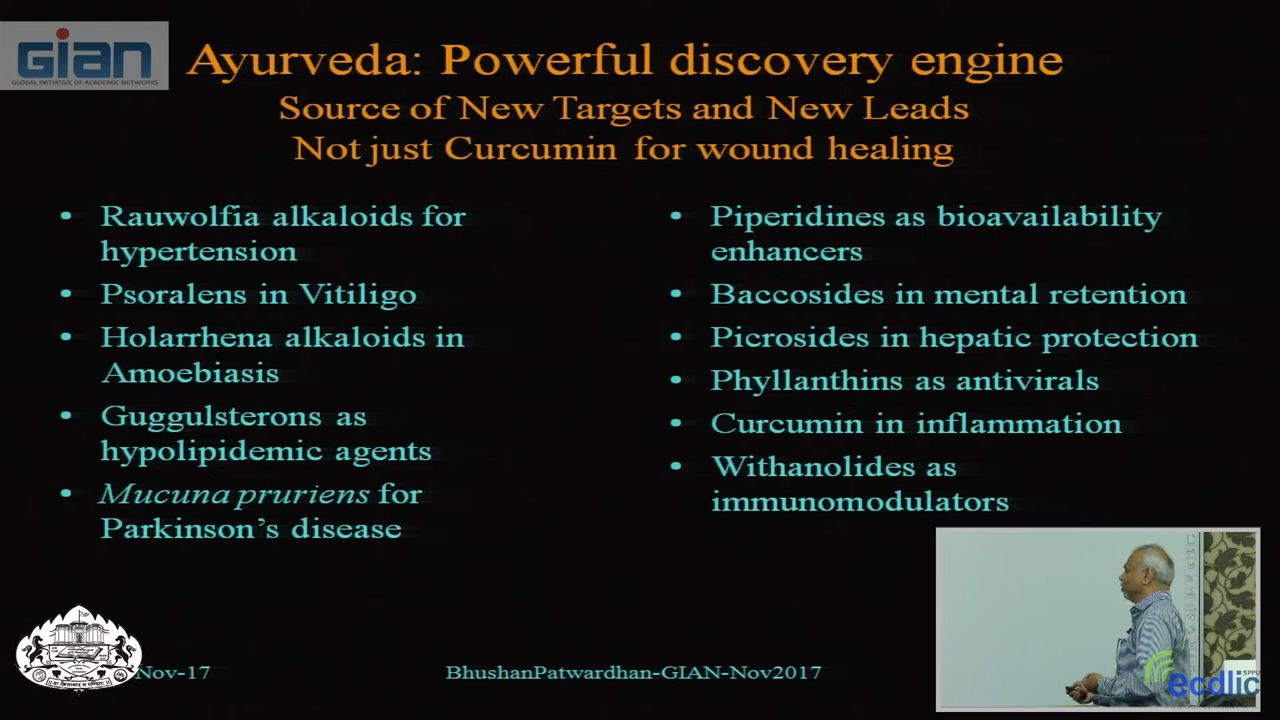 GIAN
GLOBAL INITIATIVE OF ACADEMIC NETWORKS
Ayurveda: Powerful discovery engine
Source of New Targets and New Leads
Not just Curcumin for wound healing
• Rauwolfia alkaloids for
hypertension
• Psoralens in Vitiligo
• Holarrhena alkaloids in
Amoebiasis
• Guggulsterons as
hypolipidemic agents
• Mucuna pruriens for
Parkinson's disease
• Piperidines as bioavailability
enhancers
• Baccosides in mental retention
• Picrosides in hepatic protection
• Phyllanthins as antivirals
• Curcumin in inflammation
• Withanolides as
immunomodulators
Nov-17
BhushanPatwardhan-GIAN-Nov2017
SPPU
ecdlic